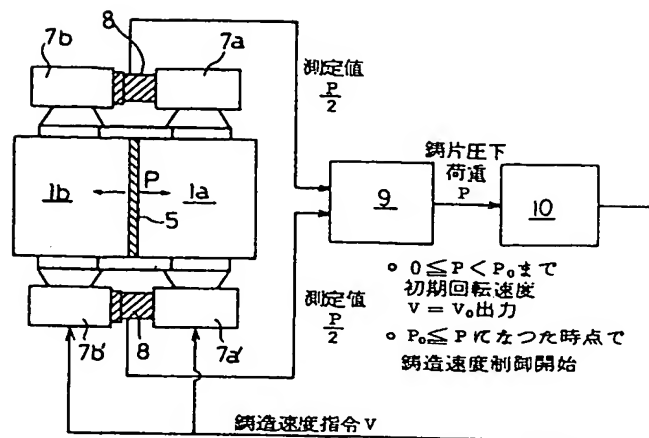 7b
8
7a
測定値
P/2
1b
P
1a
5
9
鋳片圧下
荷重
P
10
測定値
P/2
7b'
8
7a'
○ 0≦P<P₀まで
初期回転速度
V=V₀出力
○ P₀≦Pになつた時点で
鋳造速度制御開始
鋳造速度指令V